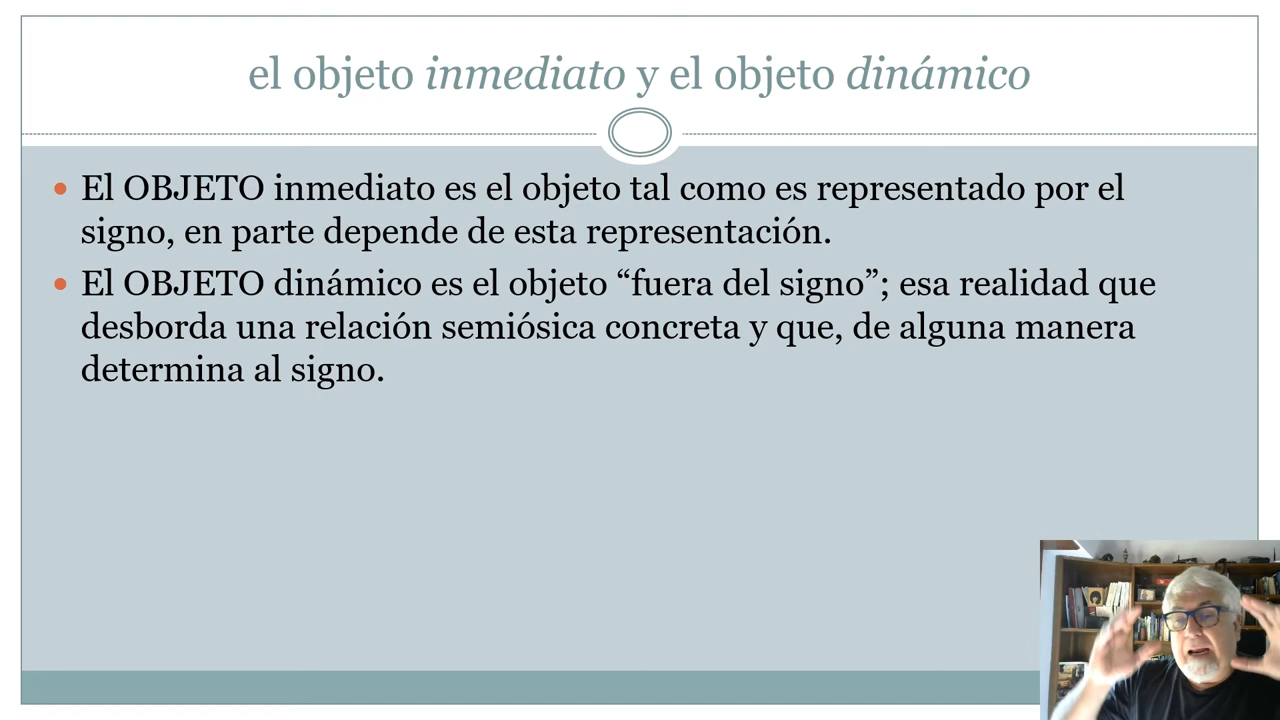 el objeto inmediato y el objeto dinámico
• El OBJETO inmediato es el objeto tal como es representado por el
signo, en parte depende de esta representación.
• El OBJETO dinámico es el objeto “fuera del signo”; esa realidad que
desborda una relación semiósica concreta y que, de alguna manera
determina al signo.